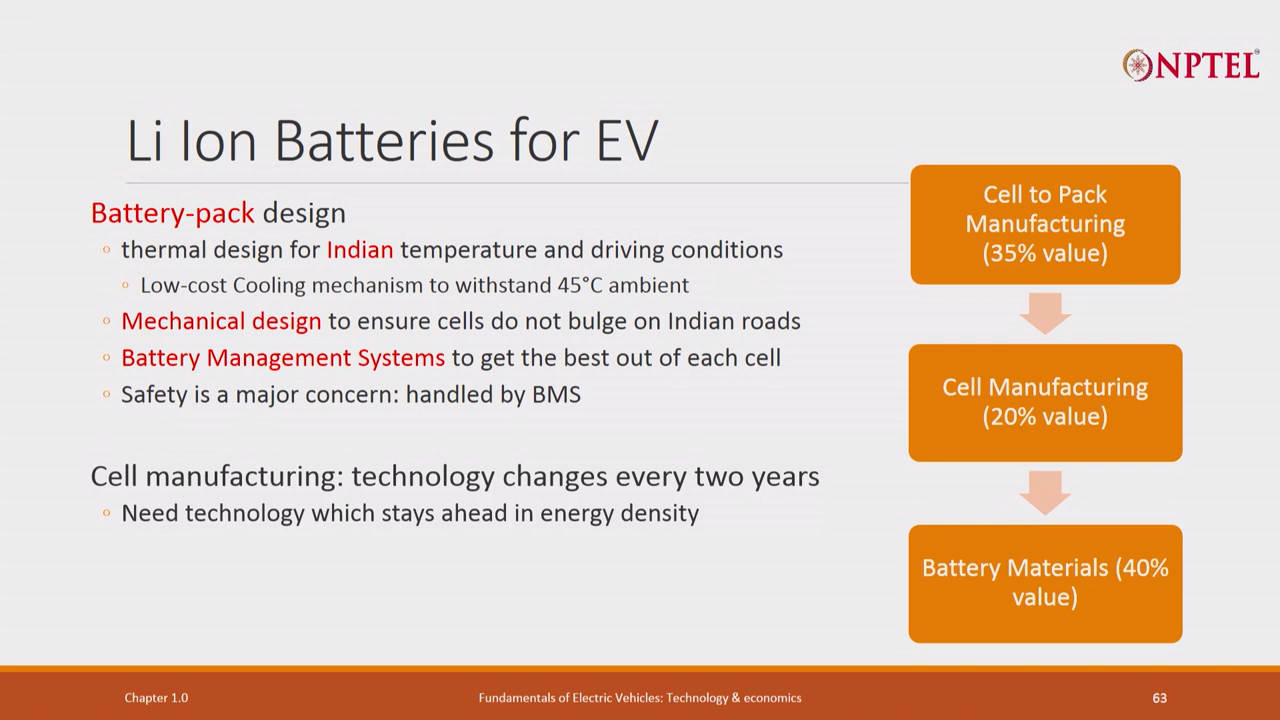 NPTEL
Li Ion Batteries for EV
Battery-pack design
◦ thermal design for Indian temperature and driving conditions
◦ Low-cost Cooling mechanism to withstand 45°C ambient
◦ Mechanical design to ensure cells do not bulge on Indian roads
◦ Battery Management Systems to get the best out of each cell
◦ Safety is a major concern: handled by BMS
Cell manufacturing: technology changes every two years
◦ Need technology which stays ahead in energy density
Cell to Pack
Manufacturing
(35% value)
Cell Manufacturing
(20% value)
Battery Materials (40%
value)
Chapter 1.0
Fundamentals of Electric Vehicles: Technology & economics
63